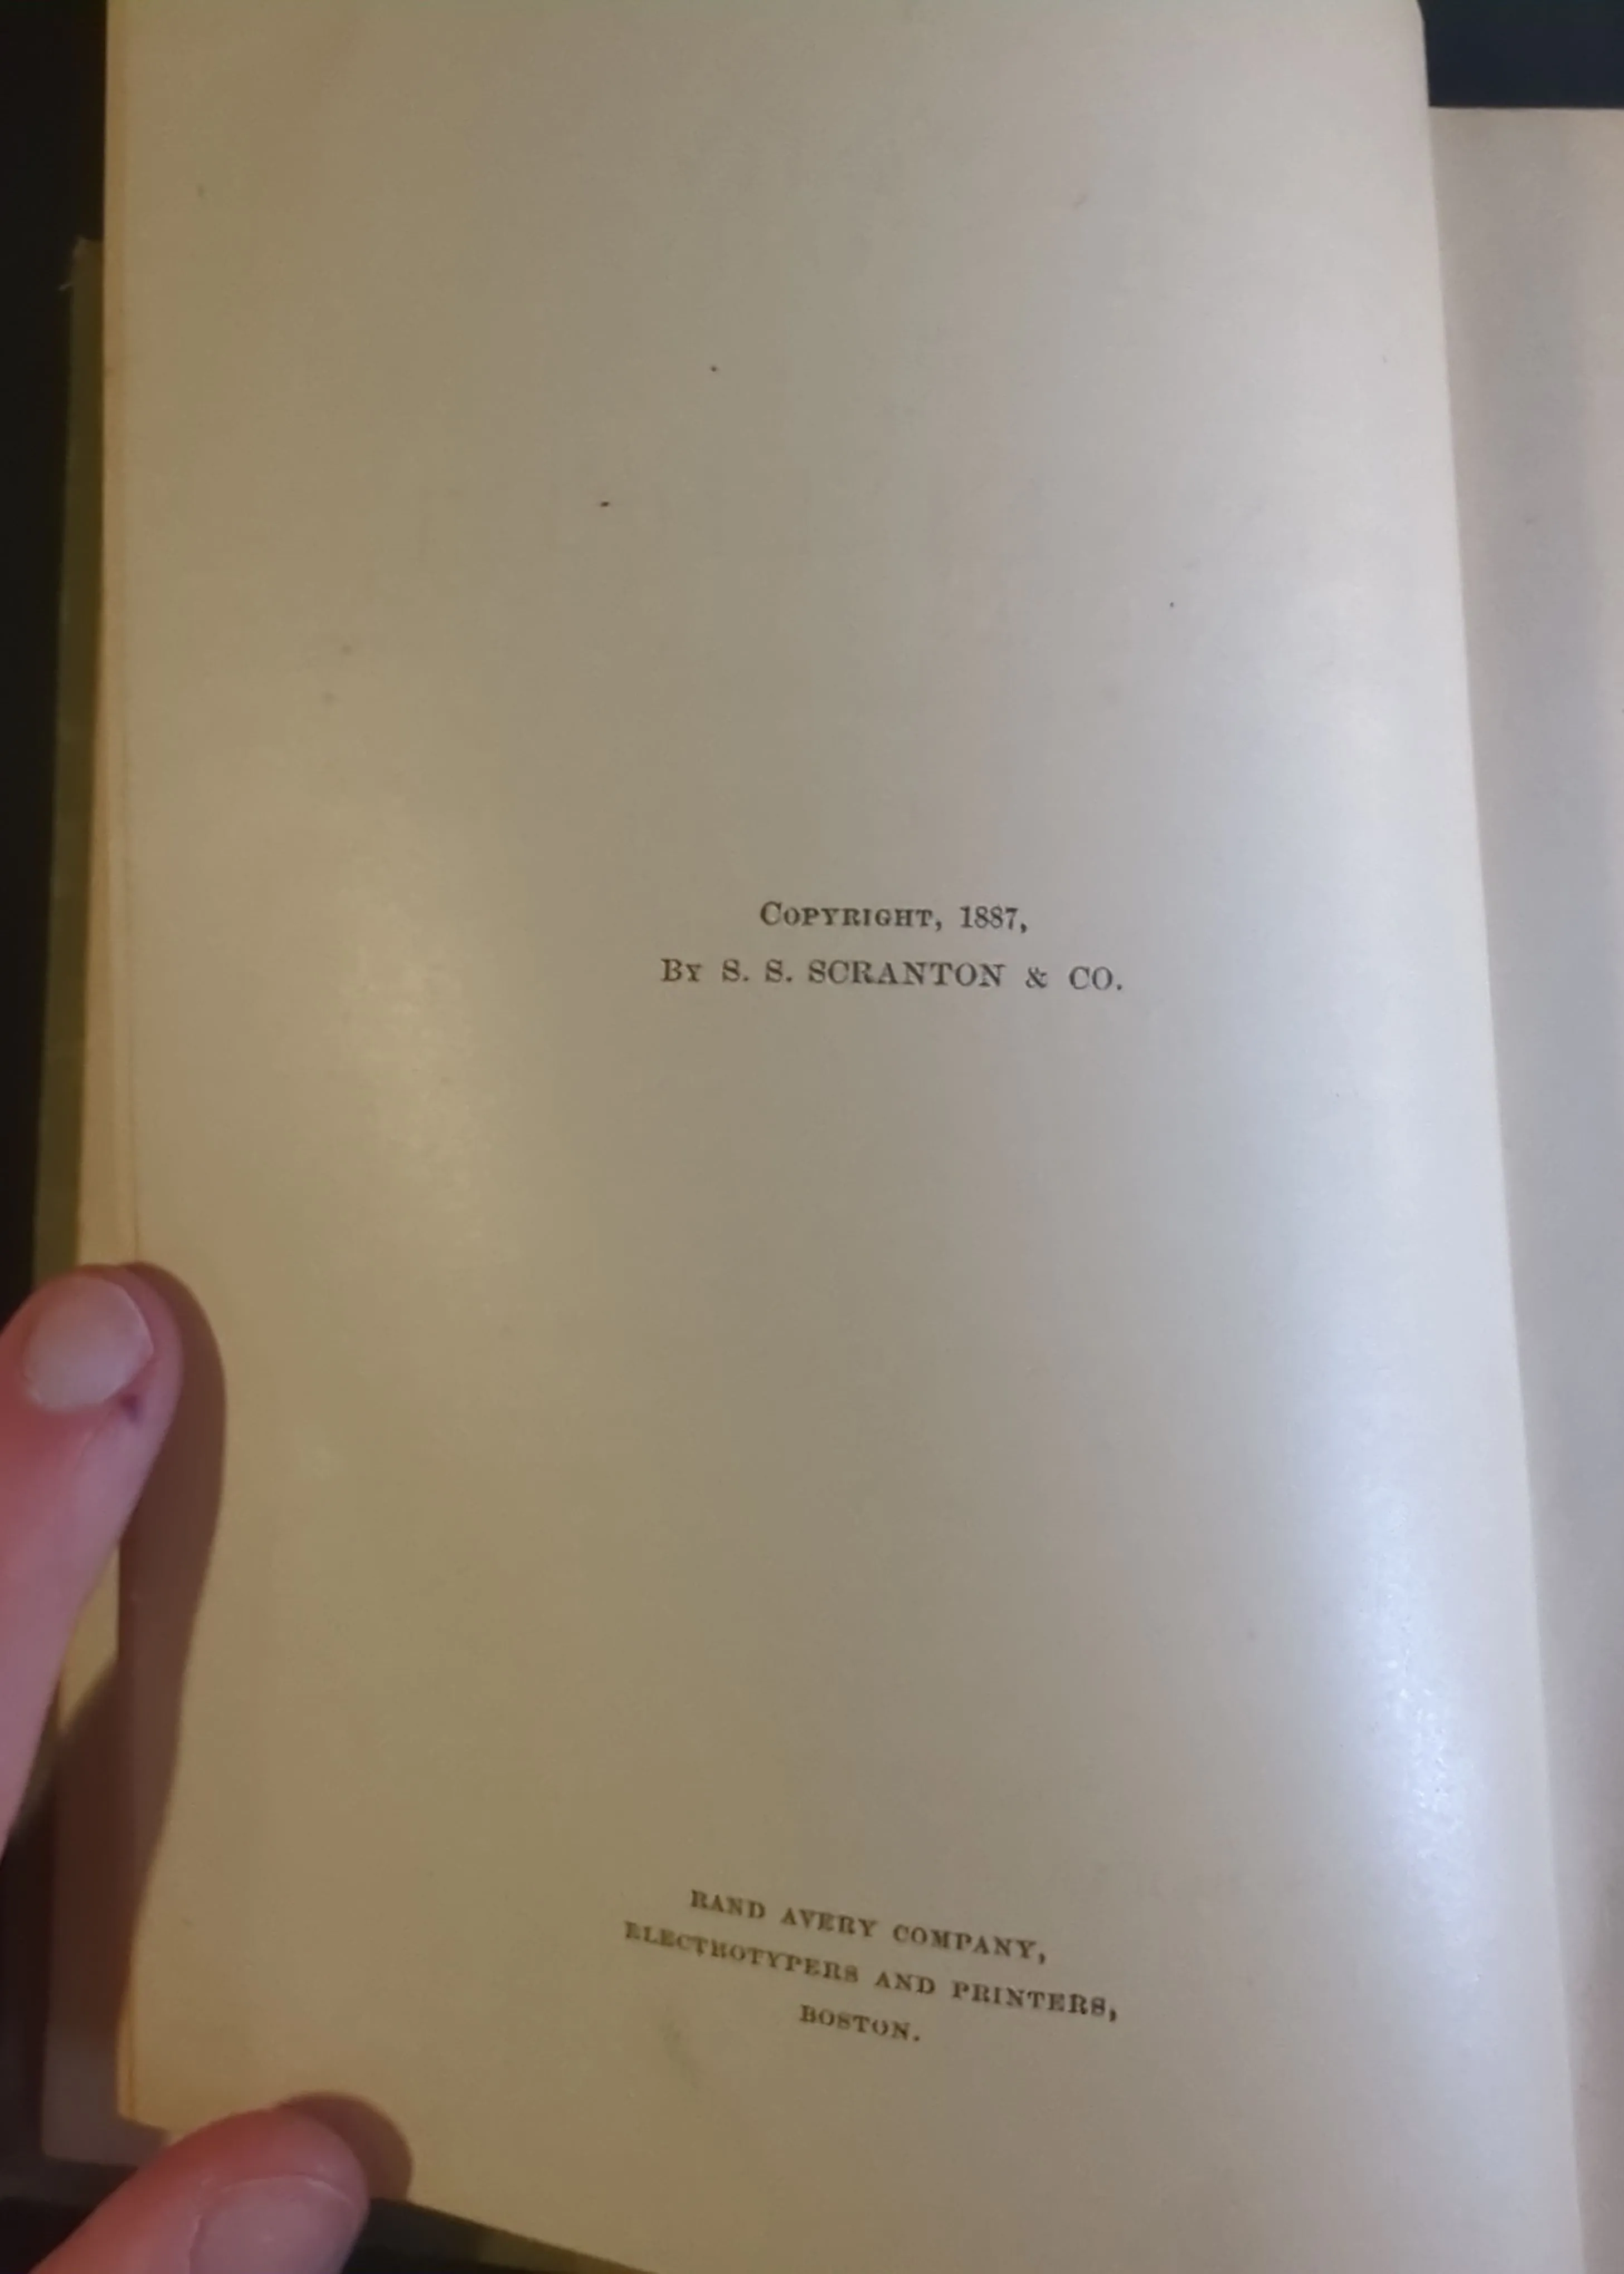 COPYRIGHT, 1887,
BY S. S. SCRANTON & CO.
RAND AVERY COMPANY,
ELECTROTYPERS AND PRINTERS,
BOSTON.